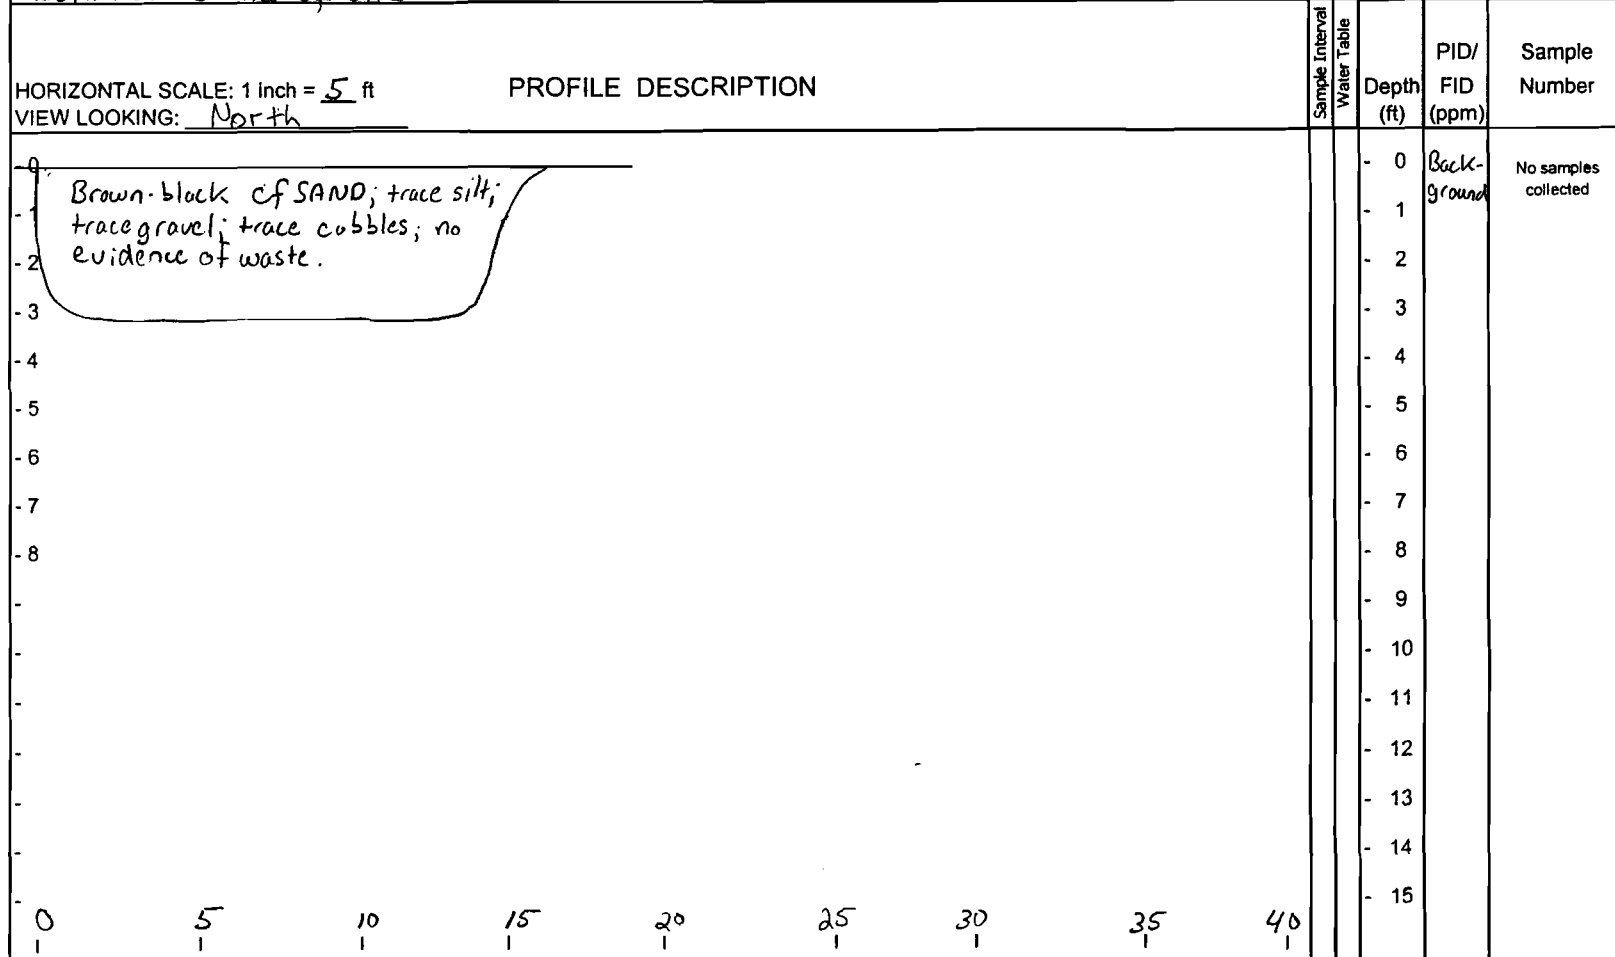 HORIZONTAL SCALE: 1 inch = 5 ft
VIEW LOOKING: North
PROFILE DESCRIPTION
Sample Interval
Water Table
Depth
(ft)
PID/
FID
(ppm)
Sample
Number
- 0
- 1
- 2
- 3
- 4
- 5
- 6
- 7
- 8
-
-
-
-
-
-
-
Brown-black cf SAND; trace silt;
trace gravel; trace cobbles; no
evidence of waste.
- 0
- 1
- 2
- 3
- 4
- 5
- 6
- 7
- 8
- 9
- 10
- 11
- 12
- 13
- 14
- 15
Back-
ground
No samples
collected
0 5 10 15 20 25 30 35 40